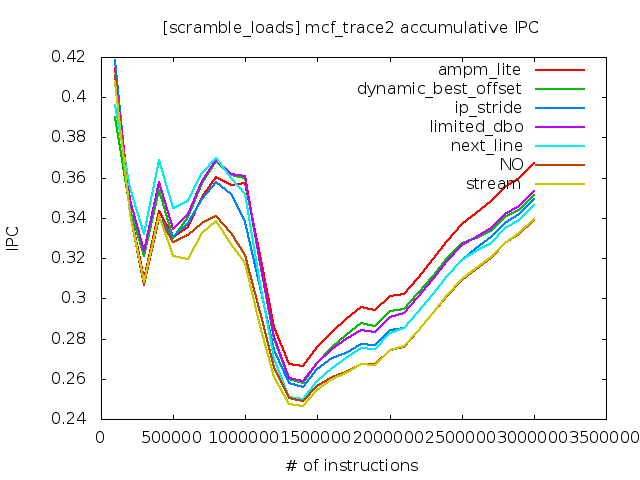 [scramble_loads] mcf_trace2 accumulative IPC
0.42
0.4
0.38
0.36
0.34
0.32
0.3
0.28
0.26
0.24
IPC
ampm_lite
dynamic_best_offset
ip_stride
limited_dbo
next_line
NO
stream
0 500000 1000000 1500000 2000000 2500000 3000000 3500000
# of instructions